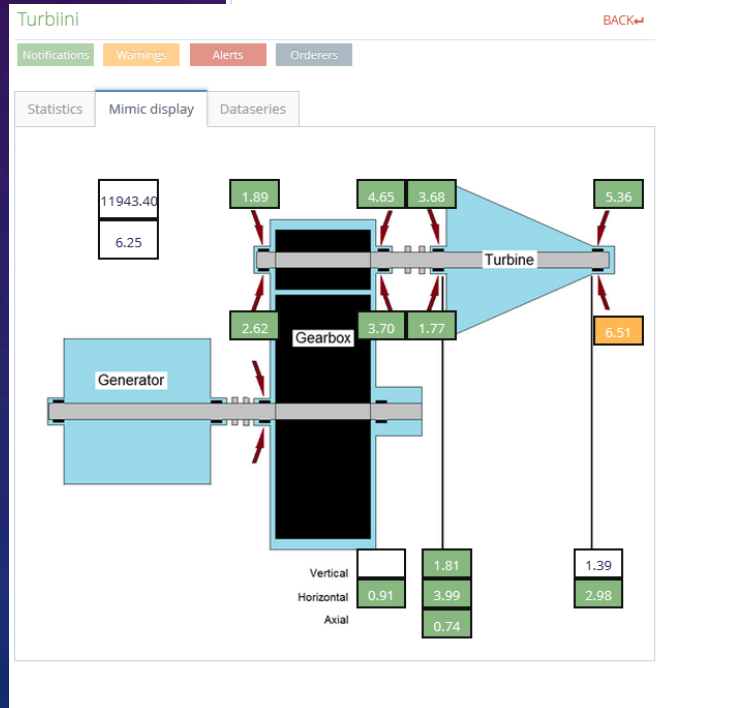 Turbiini BACK↵
Notifications Warnings Alerts Orderers
Statistics Mimic display Dataseries
11943.40 1.89 4.65 3.68 5.36
6.25
Turbine
2.62 3.70 1.77 6.51
Gearbox
Generator
Vertical 1.81 1.39
Horizontal 0.91 3.99 2.98
Axial 0.74